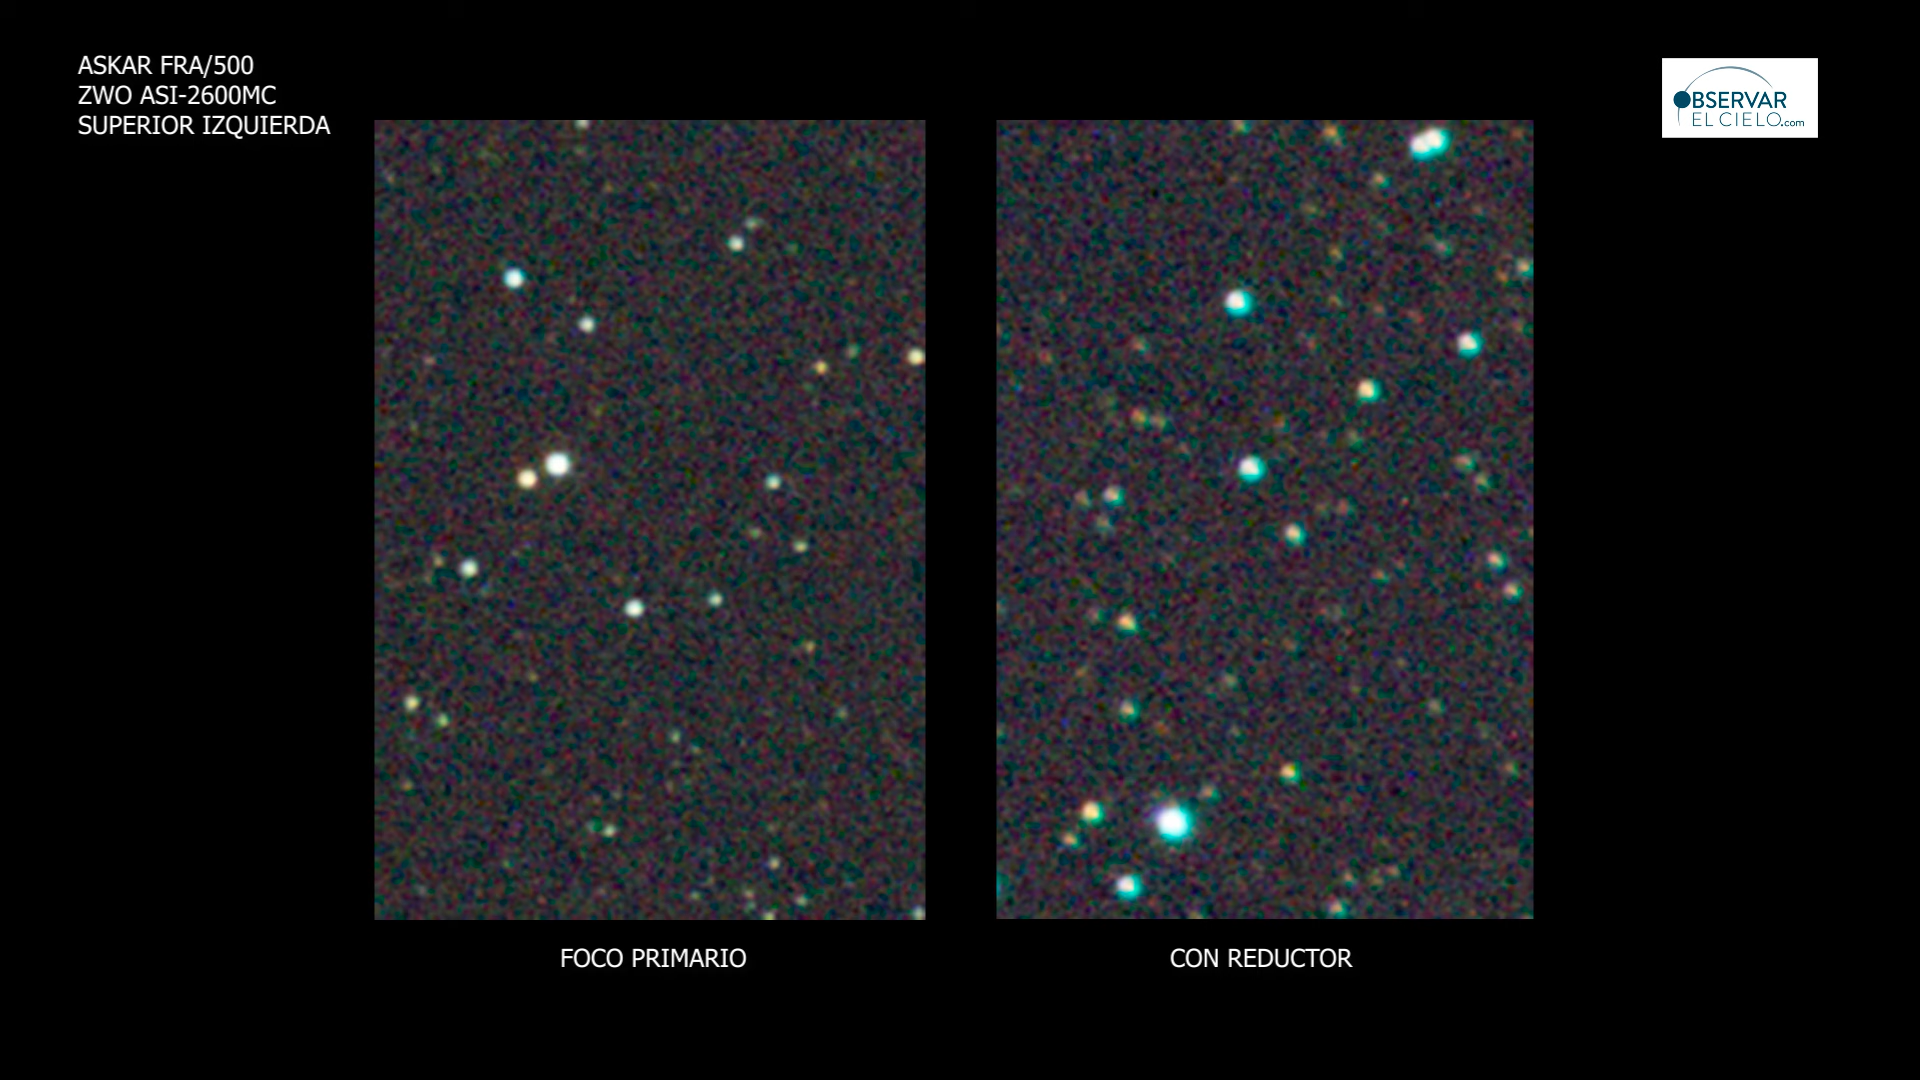 ASKAR FRA/500
ZWO ASI-2600MC
SUPERIOR IZQUIERDA
OBSERVAR
EL CIELO.com
FOCO PRIMARIO
CON REDUCTOR